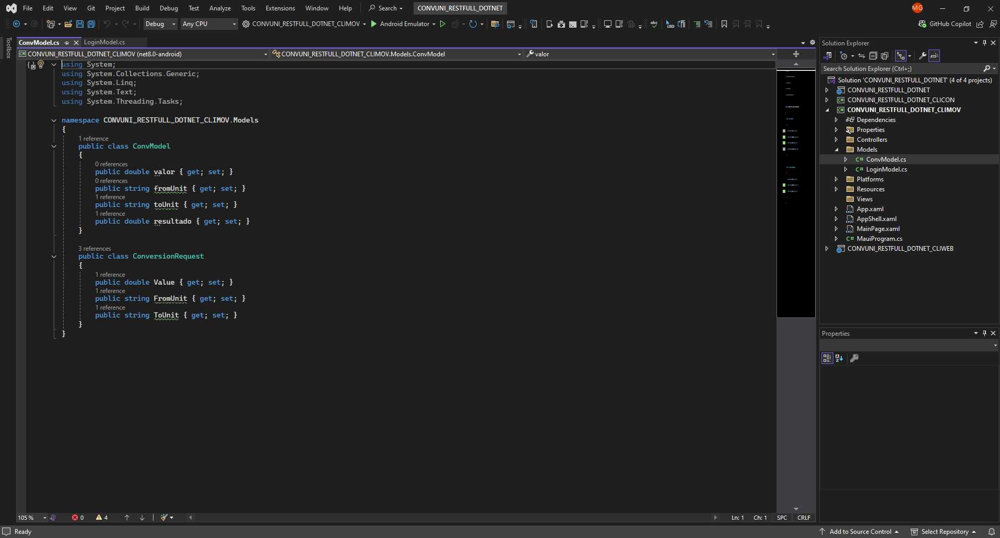 File Edit View Git Project Build Debug Test Analyze Tools Extensions Window Help Search CONVUNI_RESTFULL_DOTNET MG
Debug Any CPU CONVUNI_RESTFULL_DOTNET_CLIMOV Android Emulator GitHub Copilot
Toolbox
ConvModel.cs LoginModel.cs
CONVUNI_RESTFULL_DOTNET_CLIMOV (net8.0-android) CONVUNI_RESTFULL_DOTNET_CLIMOV.Models.ConvModel valor
using System;
using System.Collections.Generic;
using System.Linq;
using System.Text;
using System.Threading.Tasks;
namespace CONVUNI_RESTFULL_DOTNET_CLIMOV.Models
{
1 reference
public class ConvModel
{
0 references
public double valor { get; set; }
0 references
public string fromUnit { get; set; }
1 reference
public string toUnit { get; set; }
1 reference
public double resultado { get; set; }
}
3 references
public class ConversionRequest
{
1 reference
public double Value { get; set; }
1 reference
public string FromUnit { get; set; }
1 reference
public string ToUnit { get; set; }
}
}
Solution Explorer
Search Solution Explorer (Ctrl+;)
Solution 'CONVUNI_RESTFULL_DOTNET' (4 of 4 projects)
CONVUNI_RESTFULL_DOTNET
C# CONVUNI_RESTFULL_DOTNET_CLICON
C# CONVUNI_RESTFULL_DOTNET_CLIMOV
Dependencies
Properties
Controllers
Models
C# ConvModel.cs
C# LoginModel.cs
Platforms
Resources
Views
App.xaml
AppShell.xaml
MainPage.xaml
C# MauiProgram.cs
CONVUNI_RESTFULL_DOTNET_CLIWEB
Properties
105 % 0 4 Ln: 1 Ch: 1 SPC CRLF
Ready Add to Source Control Select Repository